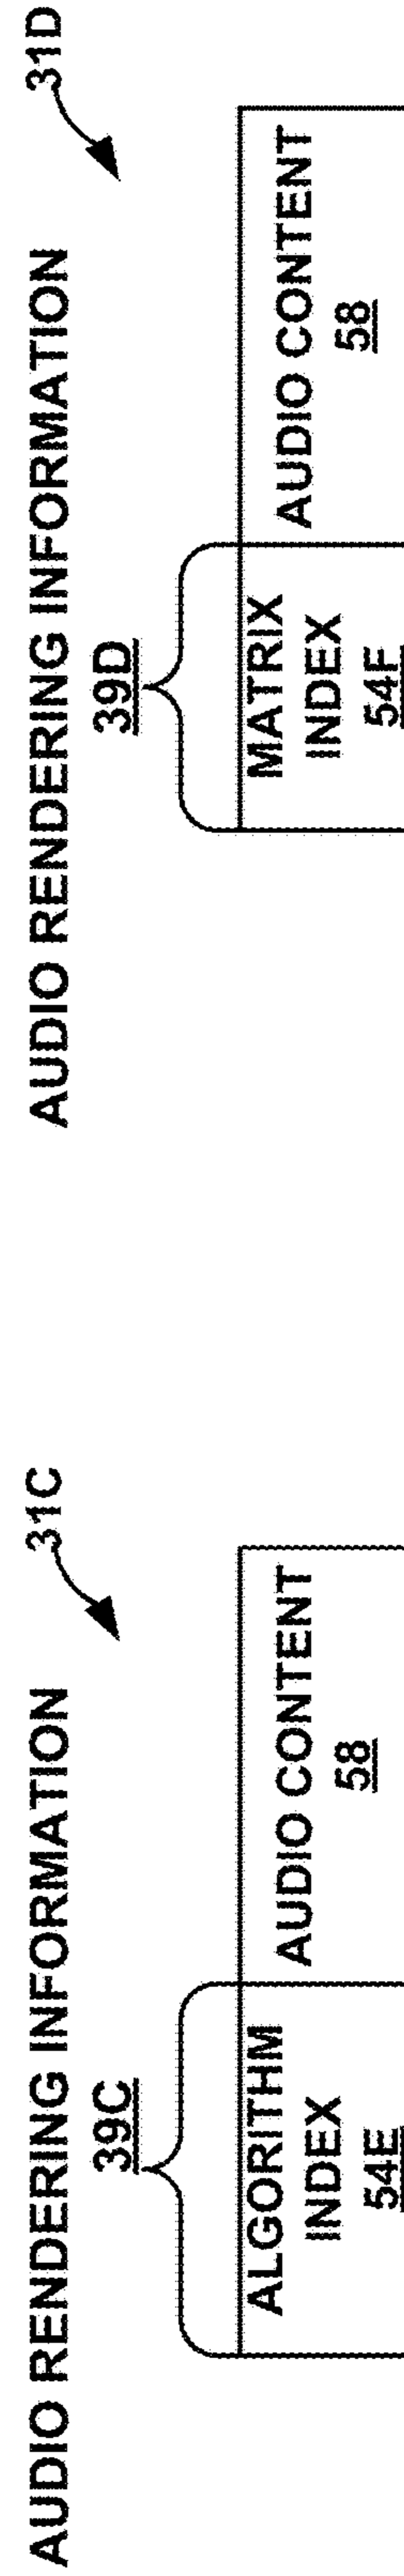 AUDIO RENDERING INFORMATION
39C
31C
ALGORITHM
INDEX
54E
AUDIO CONTENT
58
AUDIO RENDERING INFORMATION
39D
31D
MATRIX
INDEX
54F
AUDIO CONTENT
58